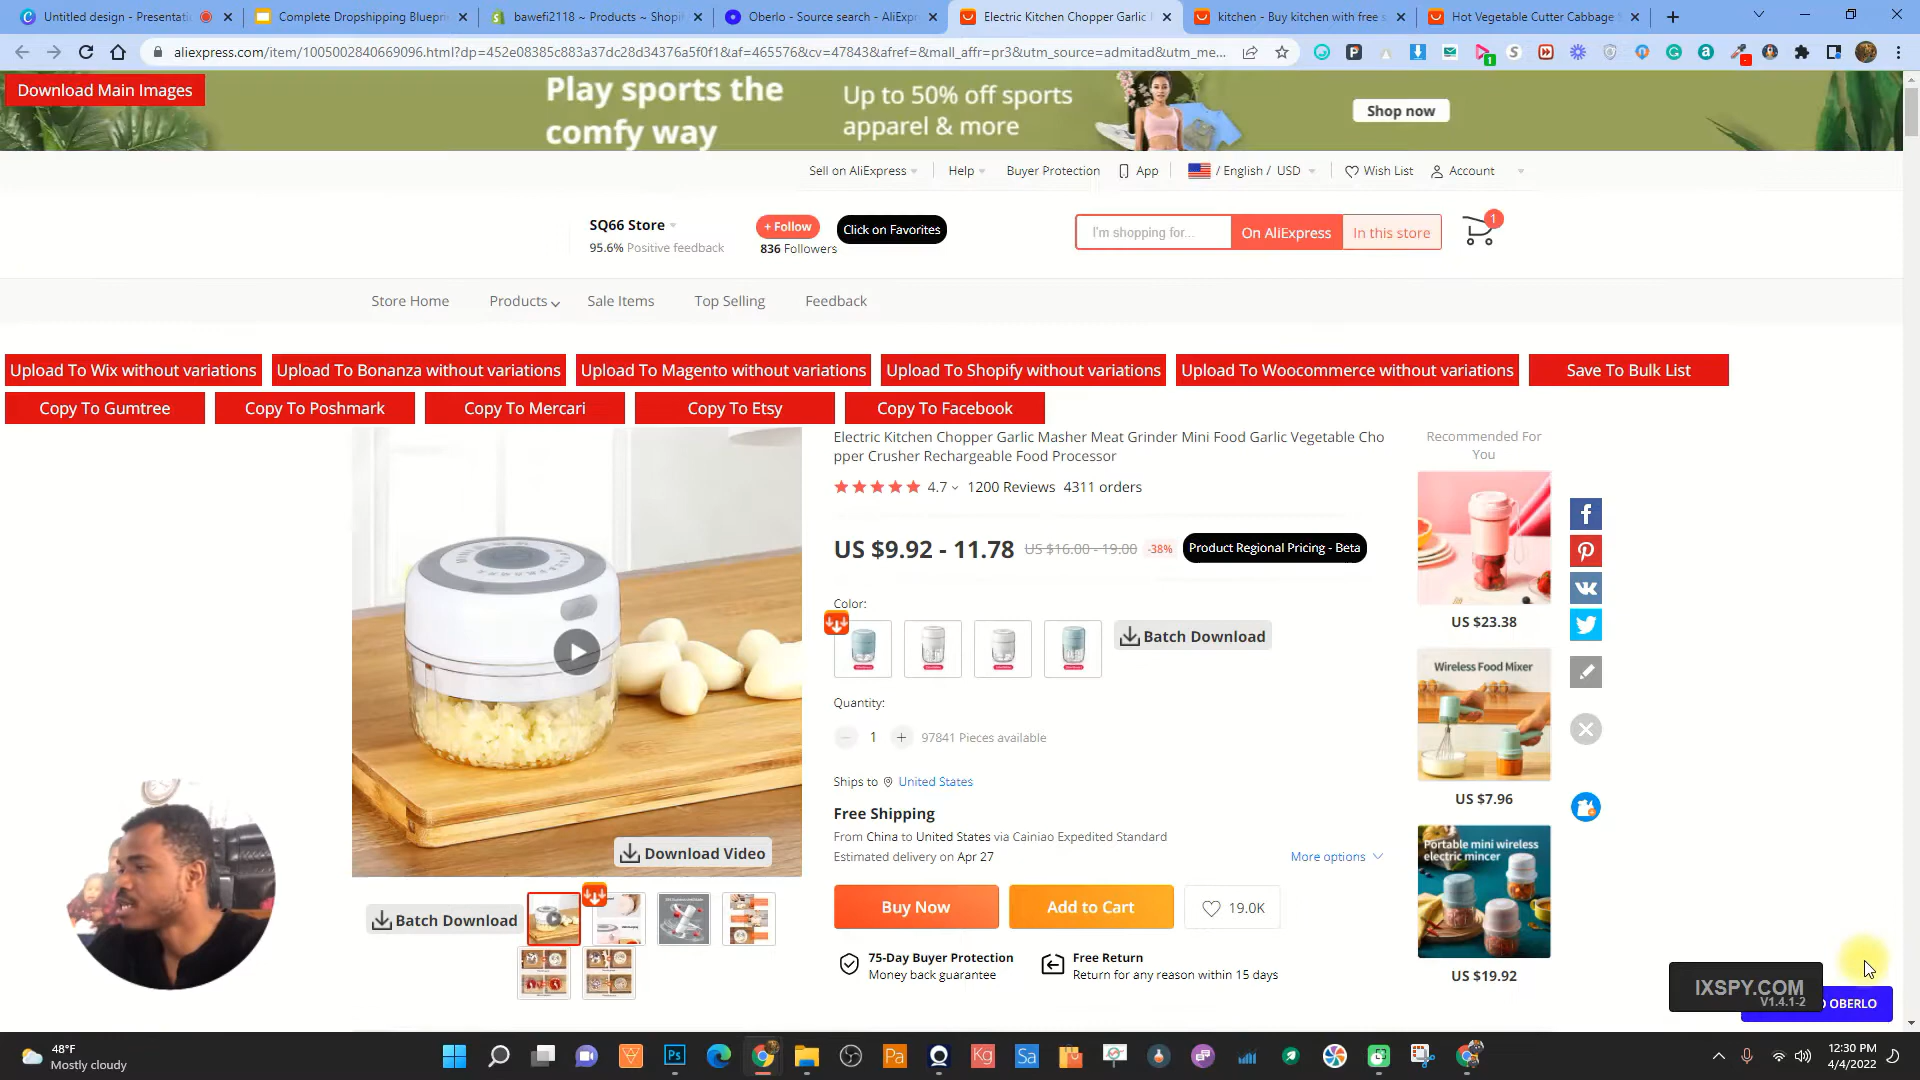 Untitled design - Presentati
Complete Dropshipping Bluepri
bawefi2118 ~ Products ~ Shopi
Oberlo - Source search - AliExpr
Electric Kitchen Chopper Garlic
kitchen - Buy kitchen with free s
Hot Vegetable Cutter Cabbage S
aliexpress.com/item/1005002840669096.html?dp=452e08385c883a37dc28d34376a5f0f1&af=465576&cv=47843&afref=&mall_affr=pr3&utm_source=admitad&utm_me...
Download Main Images
Play sports the
comfy way
Up to 50% off sports
apparel & more
Shop now
Sell on AliExpress
Help
Buyer Protection
App
/ English / USD
Wish List
Account
SQ66 Store
95.6% Positive feedback
+ Follow
836 Followers
Click on Favorites
I'm shopping for...
On AliExpress
In this store
1
Store Home
Products
Sale Items
Top Selling
Feedback
Upload To Wix without variations
Upload To Bonanza without variations
Upload To Magento without variations
Upload To Shopify without variations
Upload To Woocommerce without variations
Save To Bulk List
Copy To Gumtree
Copy To Poshmark
Copy To Mercari
Copy To Etsy
Copy To Facebook
Electric Kitchen Chopper Garlic Masher Meat Grinder Mini Food Garlic Vegetable Cho
pper Crusher Rechargeable Food Processor
4.7
1200 Reviews
4311 orders
US $9.92 - 11.78
US $16.00 - 19.00
-38%
Product Regional Pricing - Beta
Color:
Batch Download
Quantity:
1
97841 Pieces available
Ships to
United States
Free Shipping
From China to United States via Cainiao Expedited Standard
Estimated delivery on Apr 27
More options
Buy Now
Add to Cart
19.0K
75-Day Buyer Protection
Money back guarantee
Free Return
Return for any reason within 15 days
Download Video
Batch Download
Recommended For
You
US $23.38
Wireless Food Mixer
US $7.96
Portable mini wireless
electric mincer
US $19.92
IXSPY.COM
V1.4.1-2
OBERLO
48°F
Mostly cloudy
12:30 PM
4/4/2022